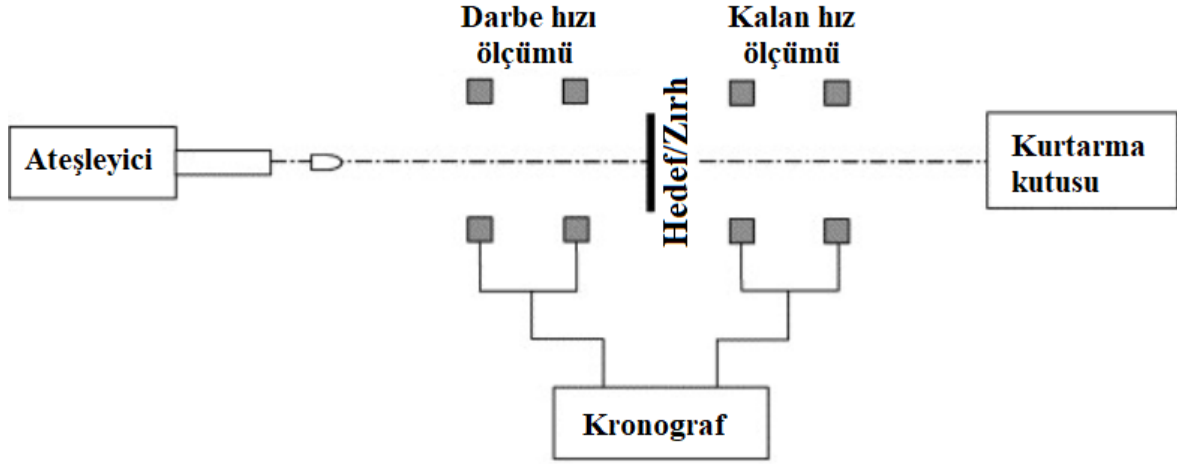 Darbe hızı
ölçümü
Kalan hız
ölçümü
Ateşleyici
Hedef/Zırh
Kurtarma
kutusu
Kronograf